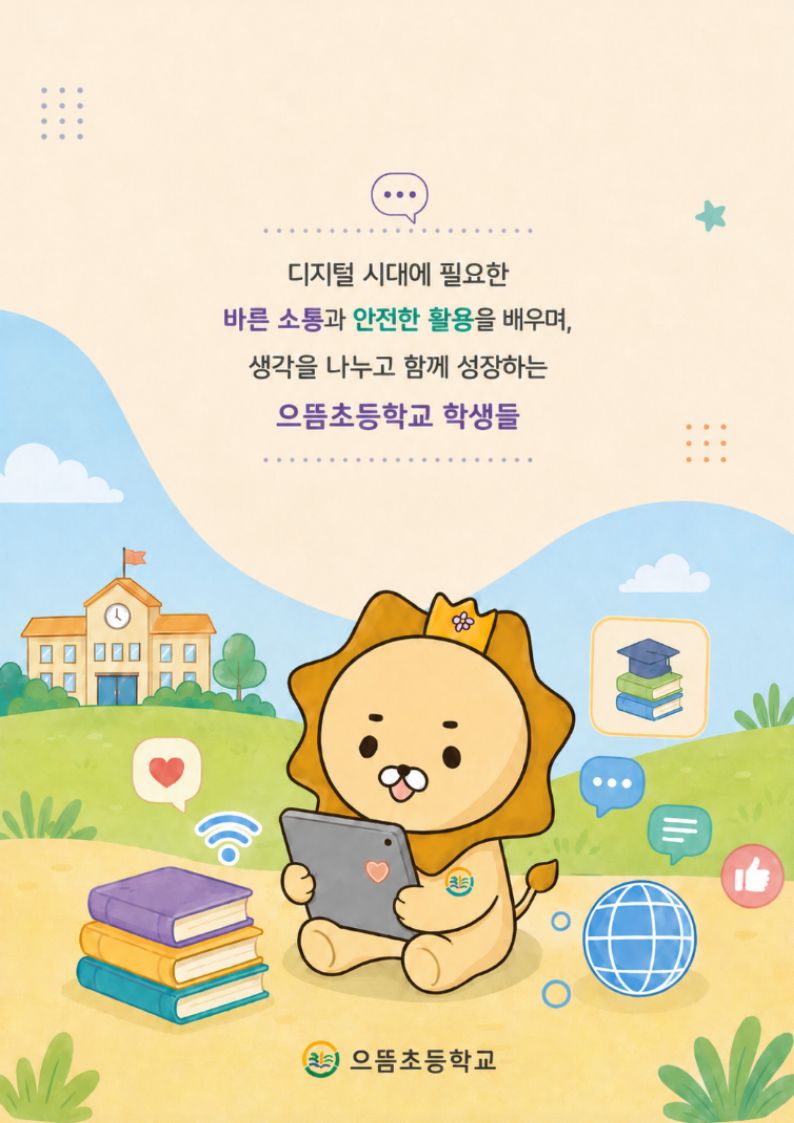 디지털 시대에 필요한
바른 소통과 안전한 활용을 배우며,
생각을 나누고 함께 성장하는
으뜸초등학교 학생들
으뜸초등학교